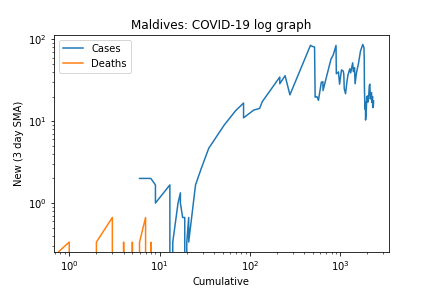 Maldives: COVID-19 log graph
Cases
Deaths
New (3 day SMA)
10²
10¹
10⁰
10⁰ 10¹ 10² 10³
Cumulative